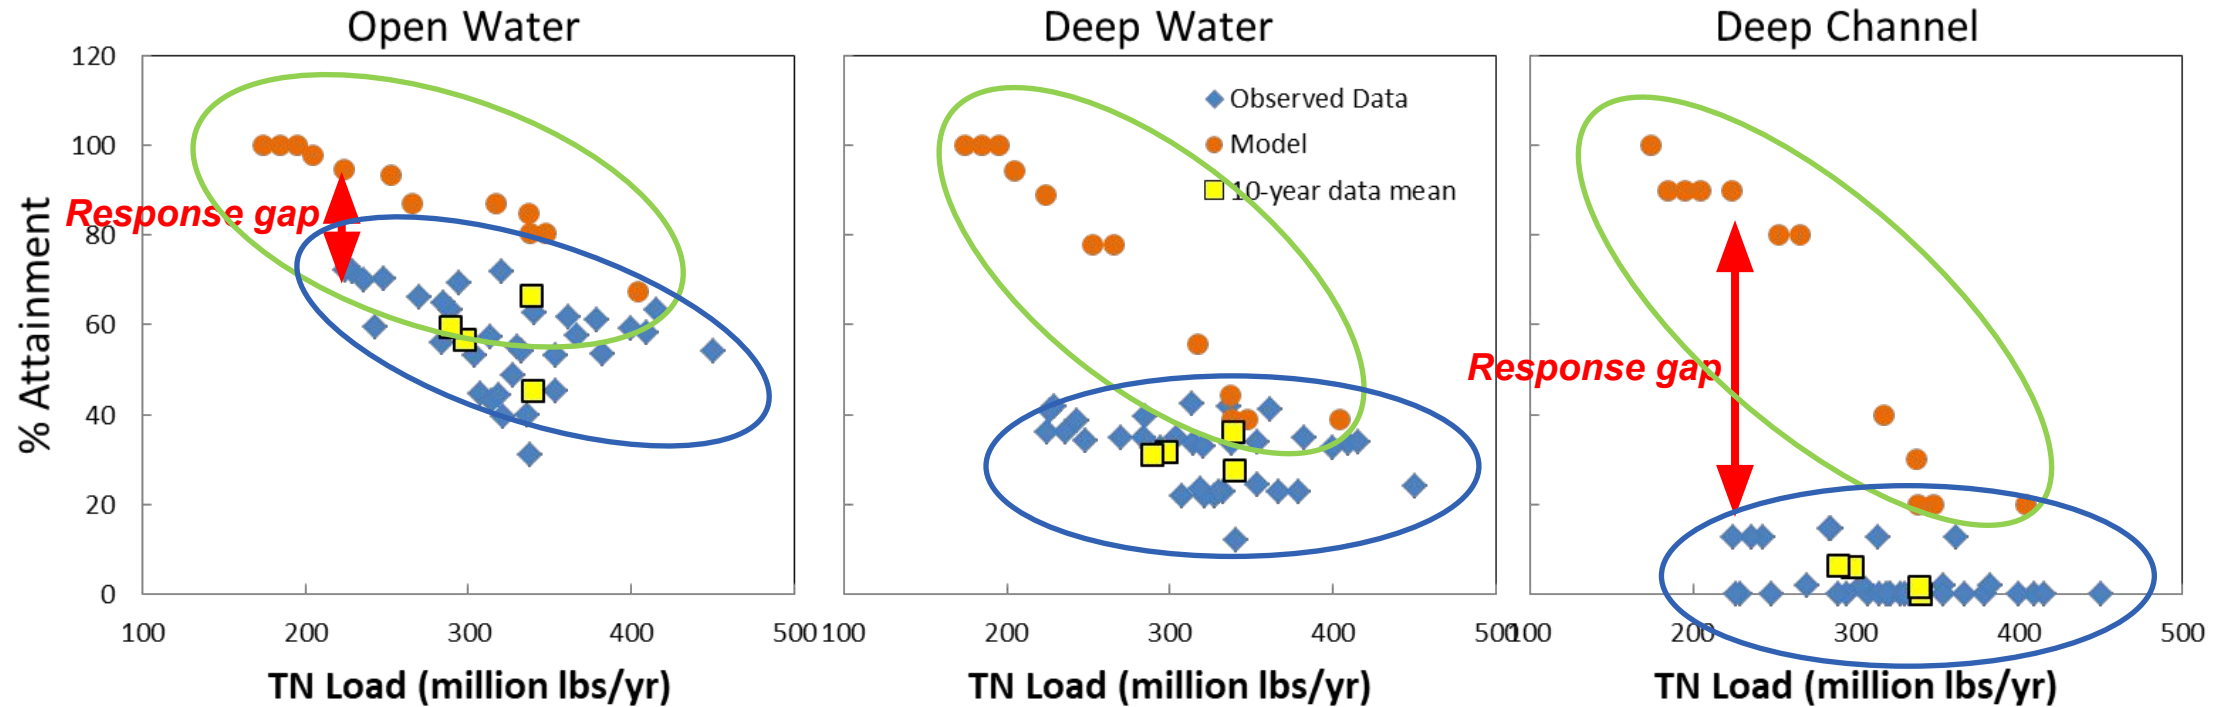 Open Water
Deep Water
Deep Channel
% Attainment
120
100
80
60
40
20
0
Response gap
Observed Data
Model
10-year data mean
Response gap
100 200 300 400 500
100 200 300 400 500
100 200 300 400 500
TN Load (million lbs/yr)
TN Load (million lbs/yr)
TN Load (million lbs/yr)